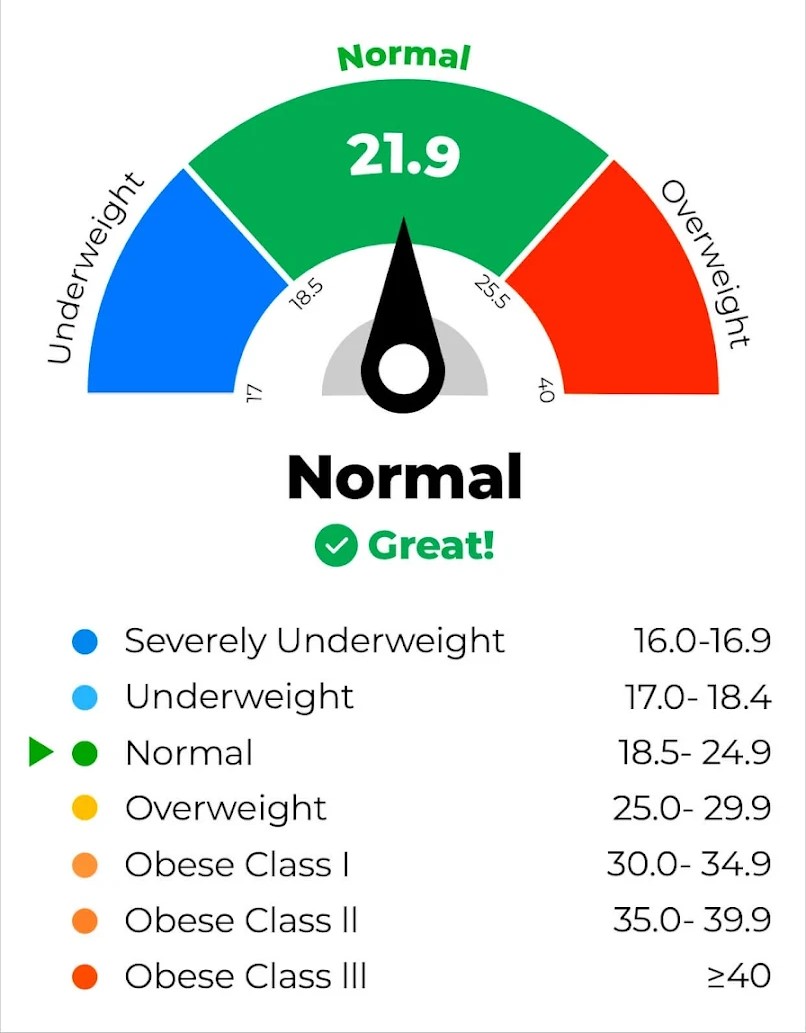 Normal
21.9
Underweight
Overweight
18.5
25.5
17
40
Normal
Great!
Severely Underweight 16.0-16.9
Underweight 17.0- 18.4
Normal 18.5- 24.9
Overweight 25.0- 29.9
Obese Class I 30.0- 34.9
Obese Class ll 35.0- 39.9
Obese Class lll ≥40